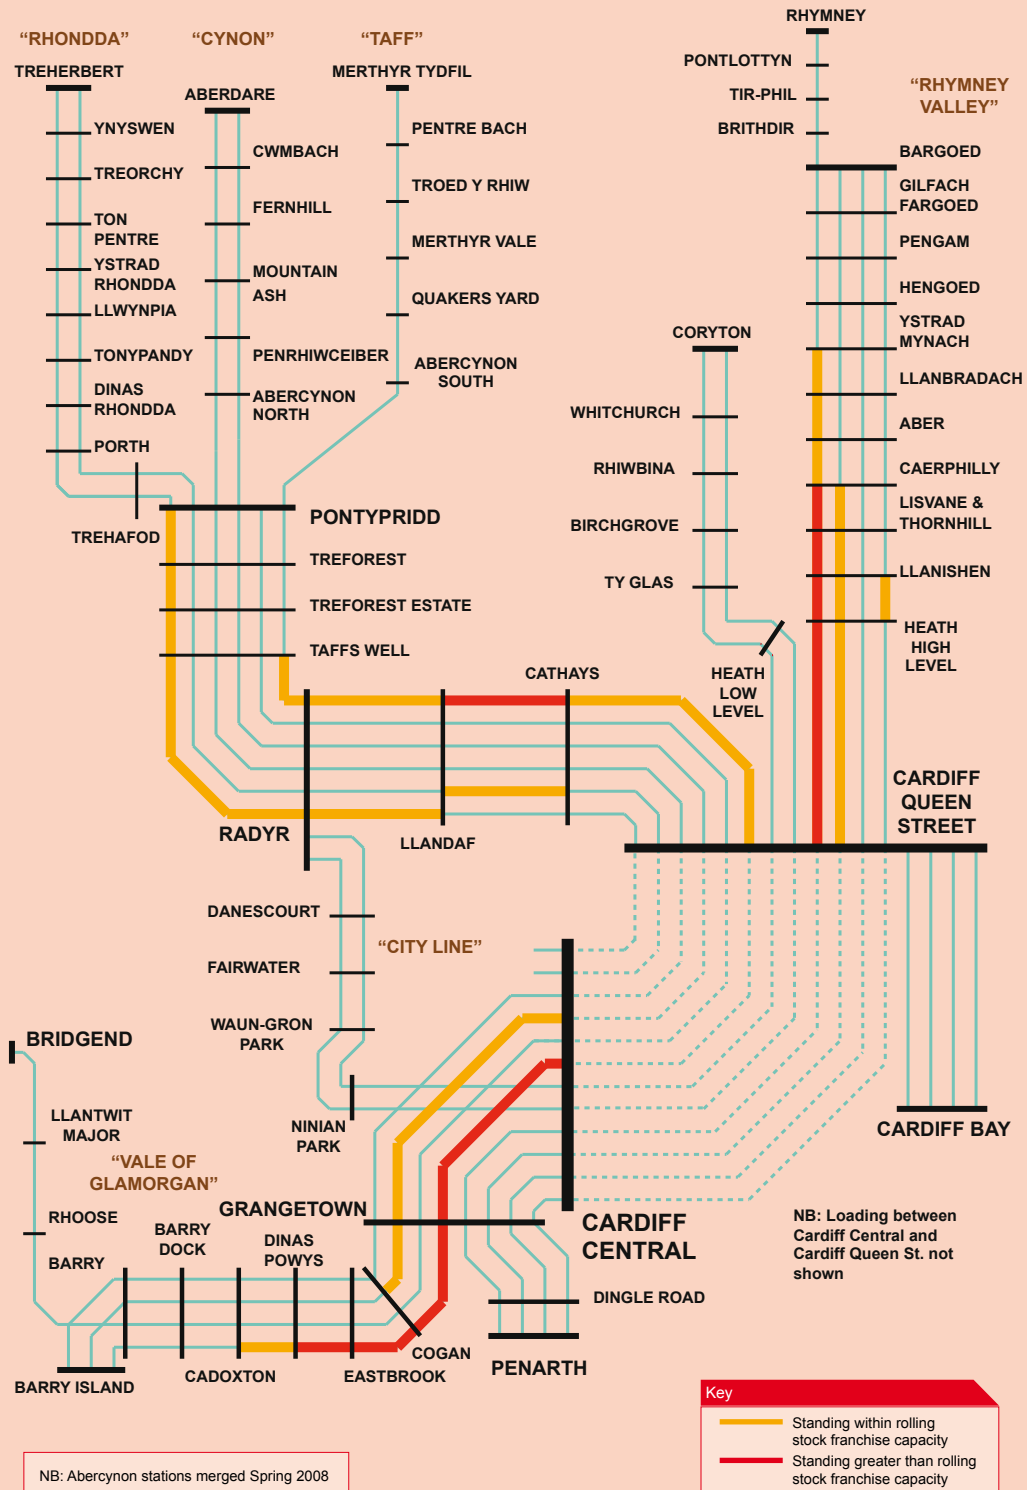 RHYMNEY
“RHONDDA”
“CYNON”
“TAFF”
PONTLOTTYN
TREHERBERT
MERTHYR TYDFIL
“RHYMNEY
VALLEY”
ABERDARE
TIR-PHIL
YNYSWEN
PENTRE BACH
BRITHDIR
CWMBACH
BARGOED
TREORCHY
TROED Y RHIW
GILFACH
FARGOED
FERNHILL
TON
PENTRE
MERTHYR VALE
PENGAM
YSTRAD
RHONDDA
MOUNTAIN
ASH
HENGOED
QUAKERS YARD
LLWYNPIA
YSTRAD
MYNACH
CORYTON
TONYPANDY
PENRHIWCEIBER
ABERCYNON
SOUTH
LLANBRADACH
DINAS
RHONDDA
ABERCYNON
NORTH
WHITCHURCH
ABER
PORTH
RHIWBINA
CAERPHILLY
LISVANE &
THORNHILL
PONTYPRIDD
BIRCHGROVE
TREHAFOD
TREFOREST
LLANISHEN
TY GLAS
TREFOREST ESTATE
HEATH
HIGH
LEVEL
TAFFS WELL
CATHAYS
HEATH
LOW
LEVEL
CARDIFF
QUEEN
STREET
RADYR
LLANDAF
DANESCOURT
“CITY LINE”
FAIRWATER
WAUN-GRON
PARK
BRIDGEND
LLANTWIT
MAJOR
NINIAN
PARK
CARDIFF BAY
“VALE OF
GLAMORGAN”
GRANGETOWN
RHOOSE
BARRY
DOCK
DINAS
POWYS
CARDIFF
CENTRAL
NB: Loading between
Cardiff Central and
Cardiff Queen St. not
shown
BARRY
DINGLE ROAD
COGAN
BARRY ISLAND
CADOXTON
EASTBROOK
PENARTH
Key
Standing within rolling
stock franchise capacity
Standing greater than rolling
stock franchise capacity
NB: Abercynon stations merged Spring 2008